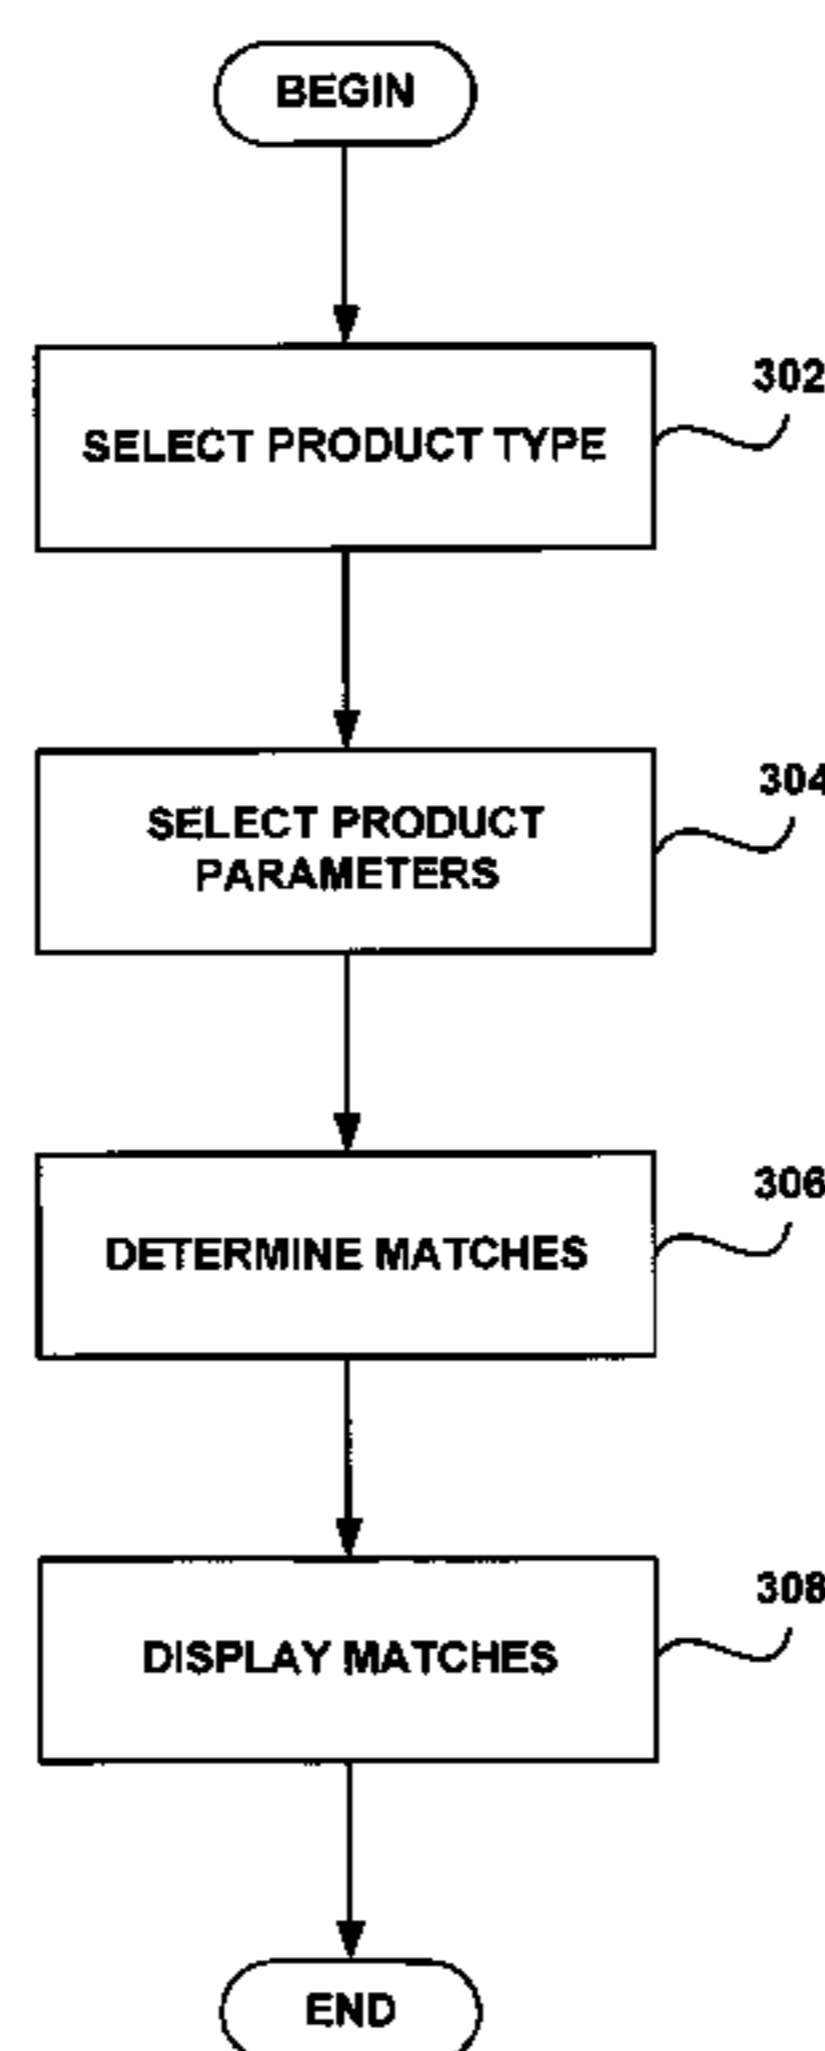 BEGIN
302
SELECT PRODUCT TYPE
304
SELECT PRODUCT
PARAMETERS
306
DETERMINE MATCHES
308
DISPLAY MATCHES
END